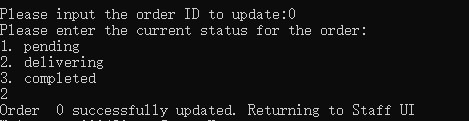 Please input the order ID to update:0
Please enter the current status for the order:
1. pending
2. delivering
3. completed
2
Order  0 successfully updated. Returning to Staff UI